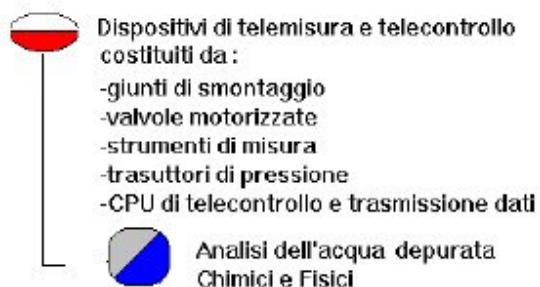 Dispositivi di telemisura e telecontrollo
costituiti da :
-giunti di smontaggio
-valvole motorizzate
-strumenti di misura
-trasuttori di pressione
-CPU di telecontrollo e trasmissione dati
Analisi dell'acqua depurata
Chimici e Fisici